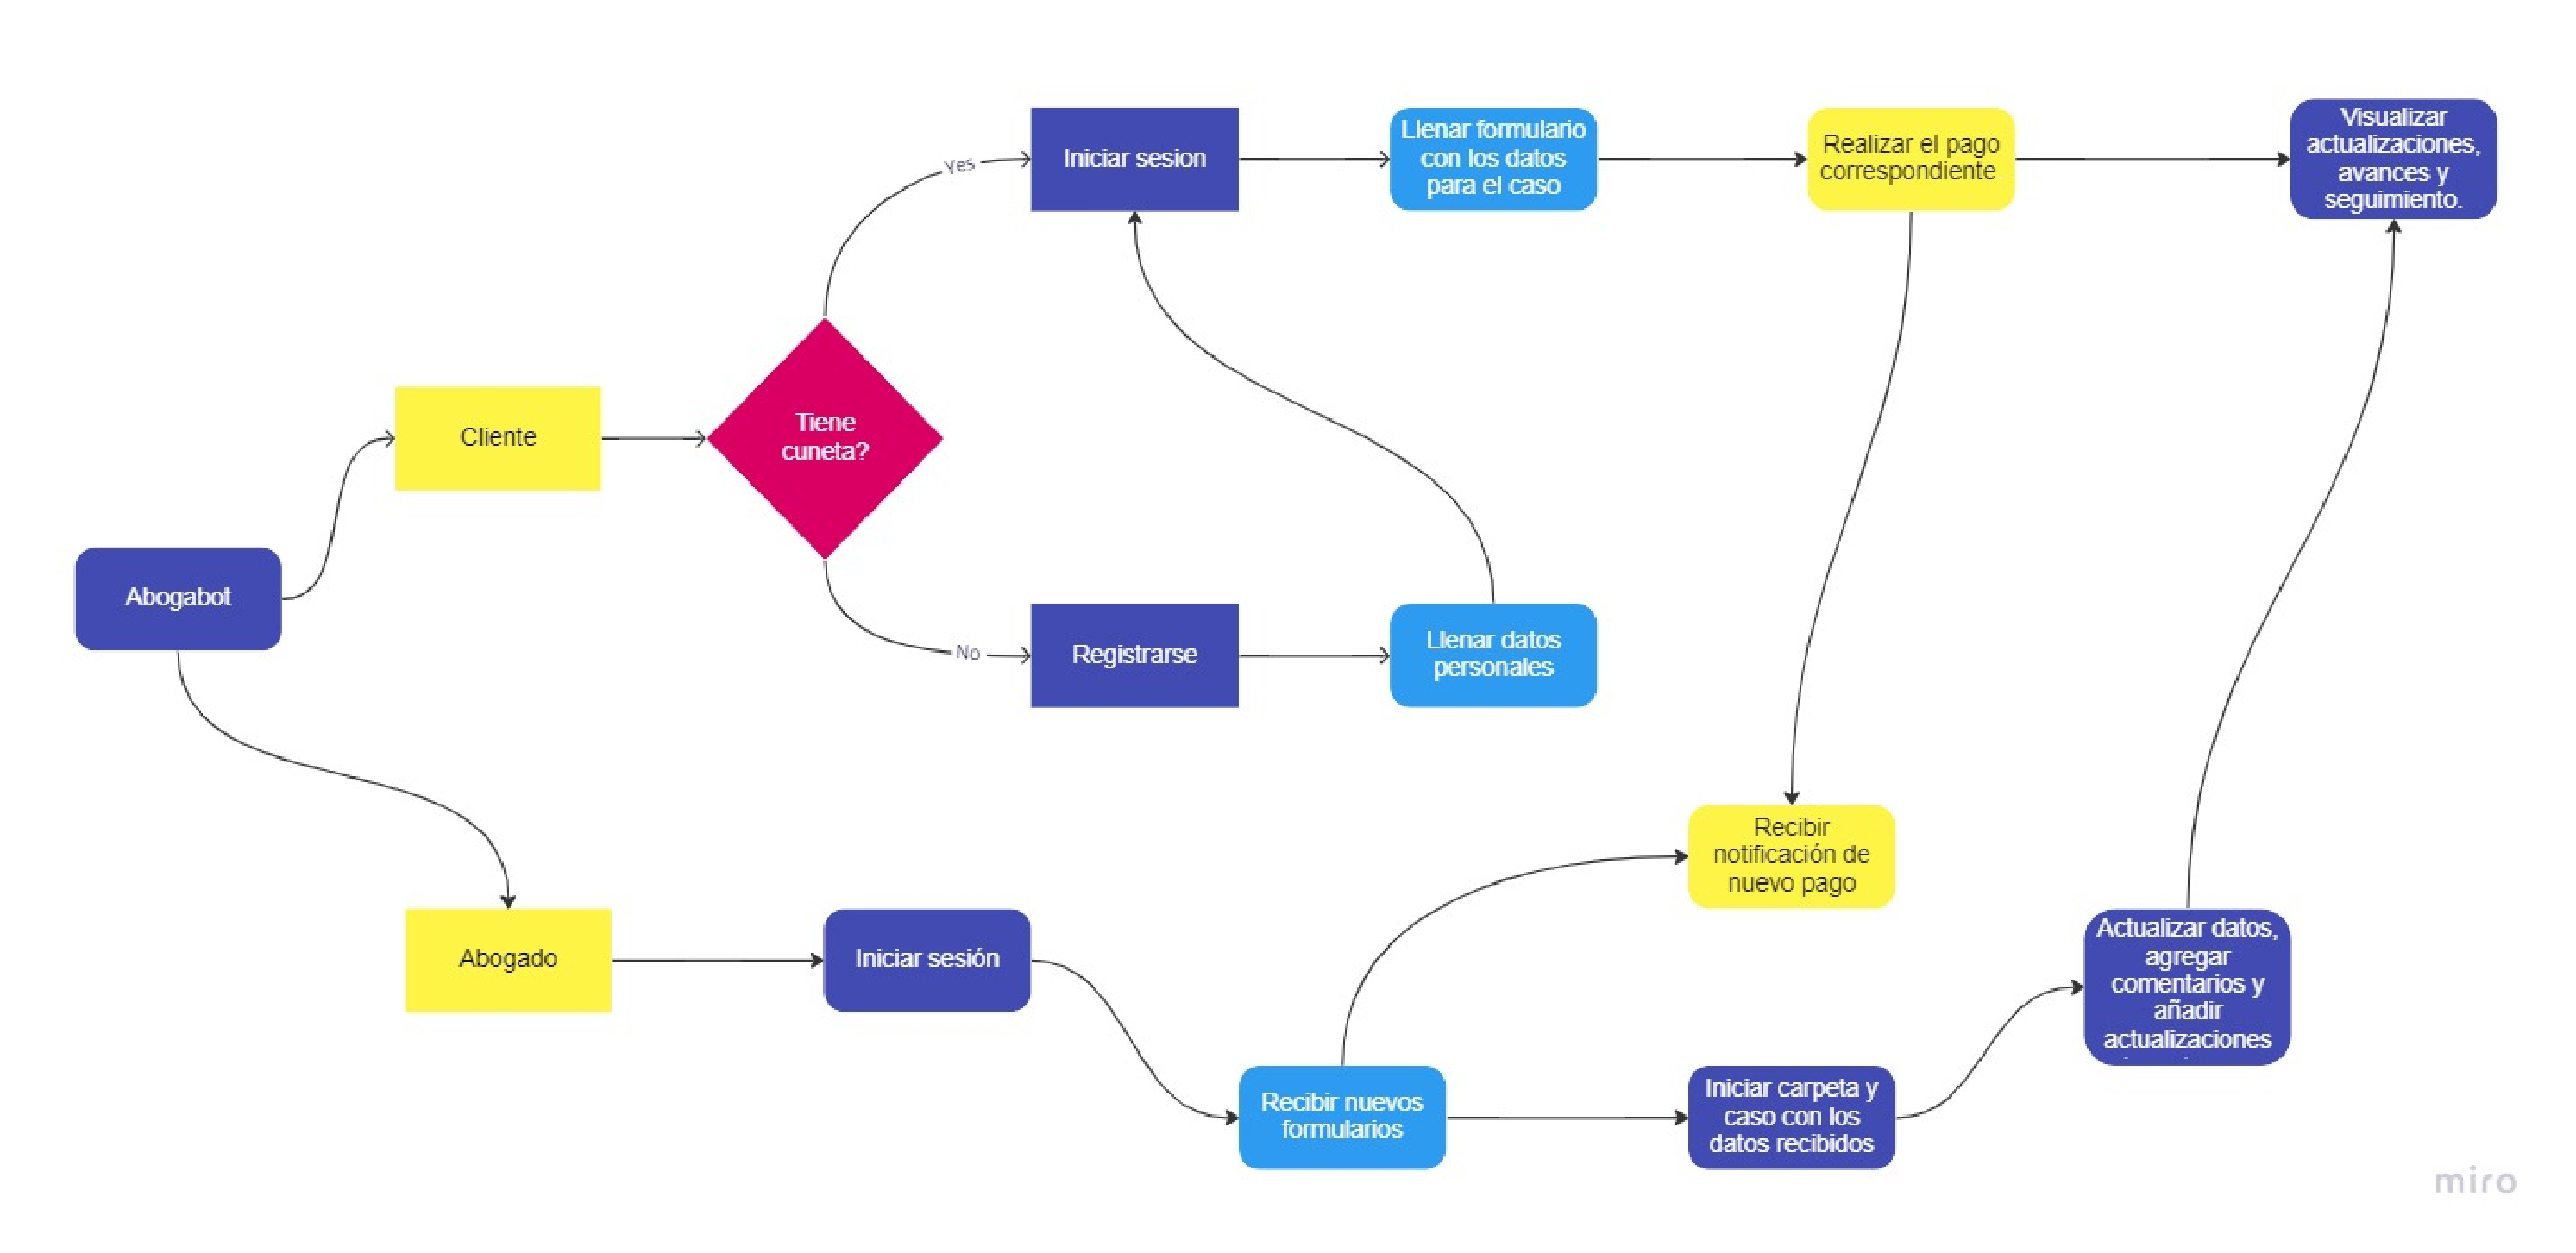 Visualizar
actualizaciones,
avances y
seguimiento.
Llenar formulario
con los datos
para el caso
Realizar el pago
correspondiente
Yes
Iniciar sesion
Cliente
Tiene
cuneta?
Abogabot
No
Registrarse
Llenar datos
personales
Recibir
notificación de
nuevo pago
Abogado
Iniciar sesión
Actualizar datos,
agregar
comentarios y
añadir
actualizaciones
Recibir nuevos
formularios
Iniciar carpeta y
caso con los
datos recibidos
miro